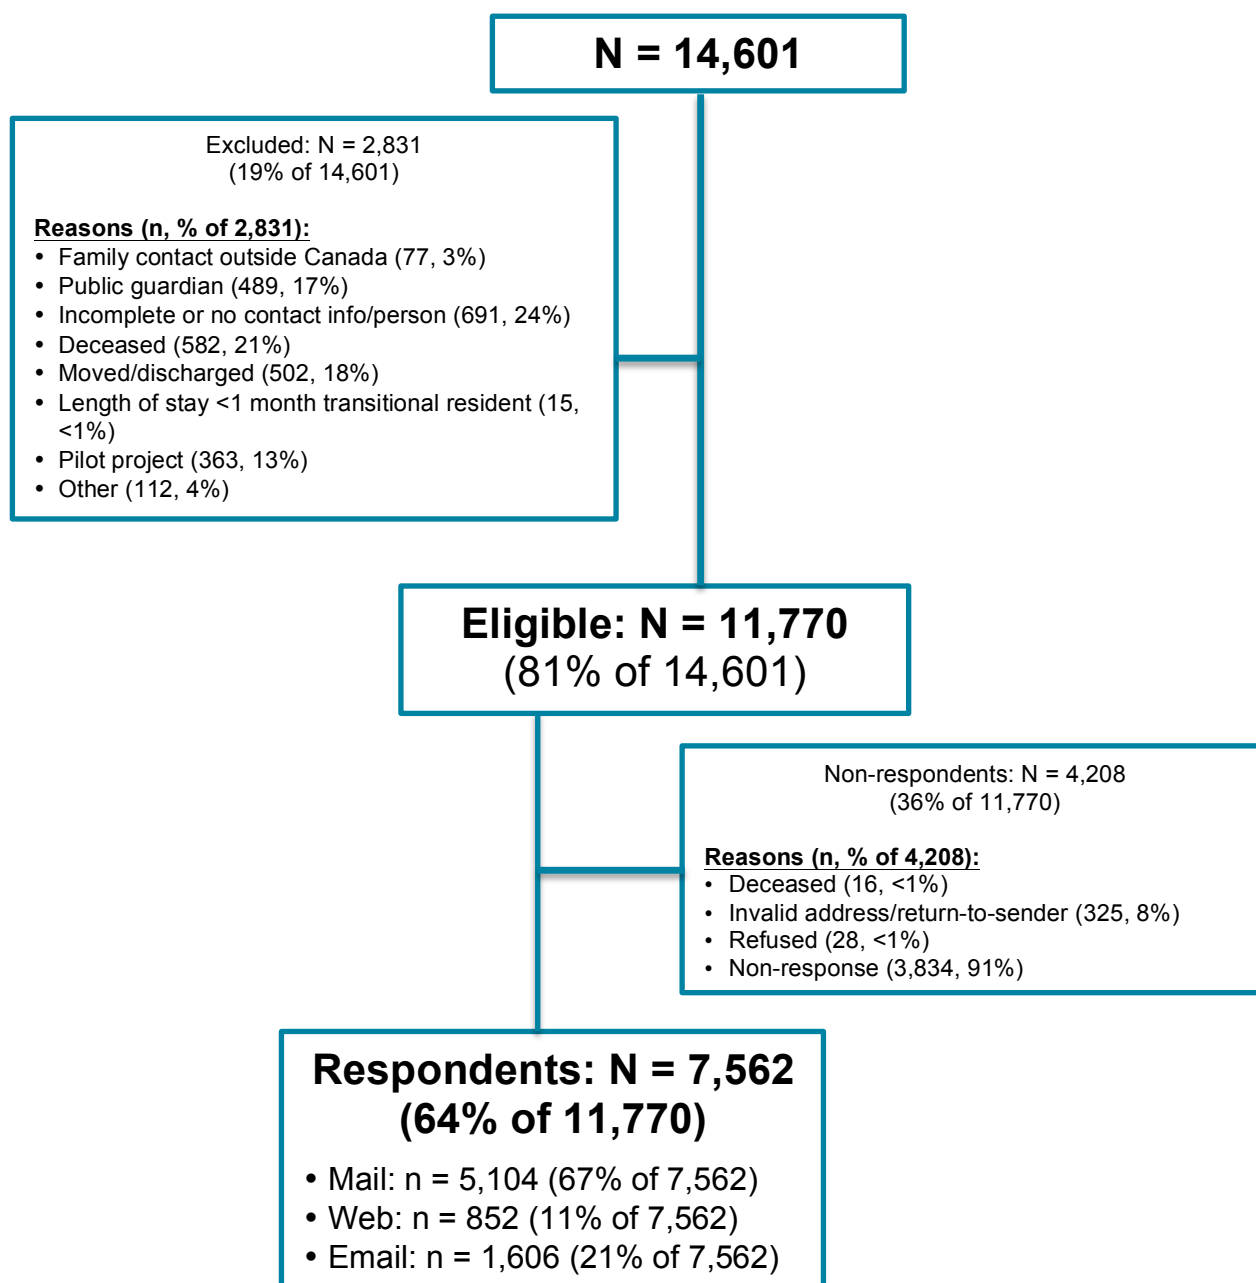 N = 14,601
Excluded: N = 2,831
(19% of 14,601)
Reasons (n, % of 2,831):
• Family contact outside Canada (77, 3%)
• Public guardian (489, 17%)
• Incomplete or no contact info/person (691, 24%)
• Deceased (582, 21%)
• Moved/discharged (502, 18%)
• Length of stay <1 month transitional resident (15,
<1%)
• Pilot project (363, 13%)
• Other (112, 4%)
Eligible: N = 11,770
(81% of 14,601)
Non-respondents: N = 4,208
(36% of 11,770)
Reasons (n, % of 4,208):
• Deceased (16, <1%)
• Invalid address/return-to-sender (325, 8%)
• Refused (28, <1%)
• Non-response (3,834, 91%)
Respondents: N = 7,562
(64% of 11,770)
• Mail: n = 5,104 (67% of 7,562)
• Web: n = 852 (11% of 7,562)
• Email: n = 1,606 (21% of 7,562)